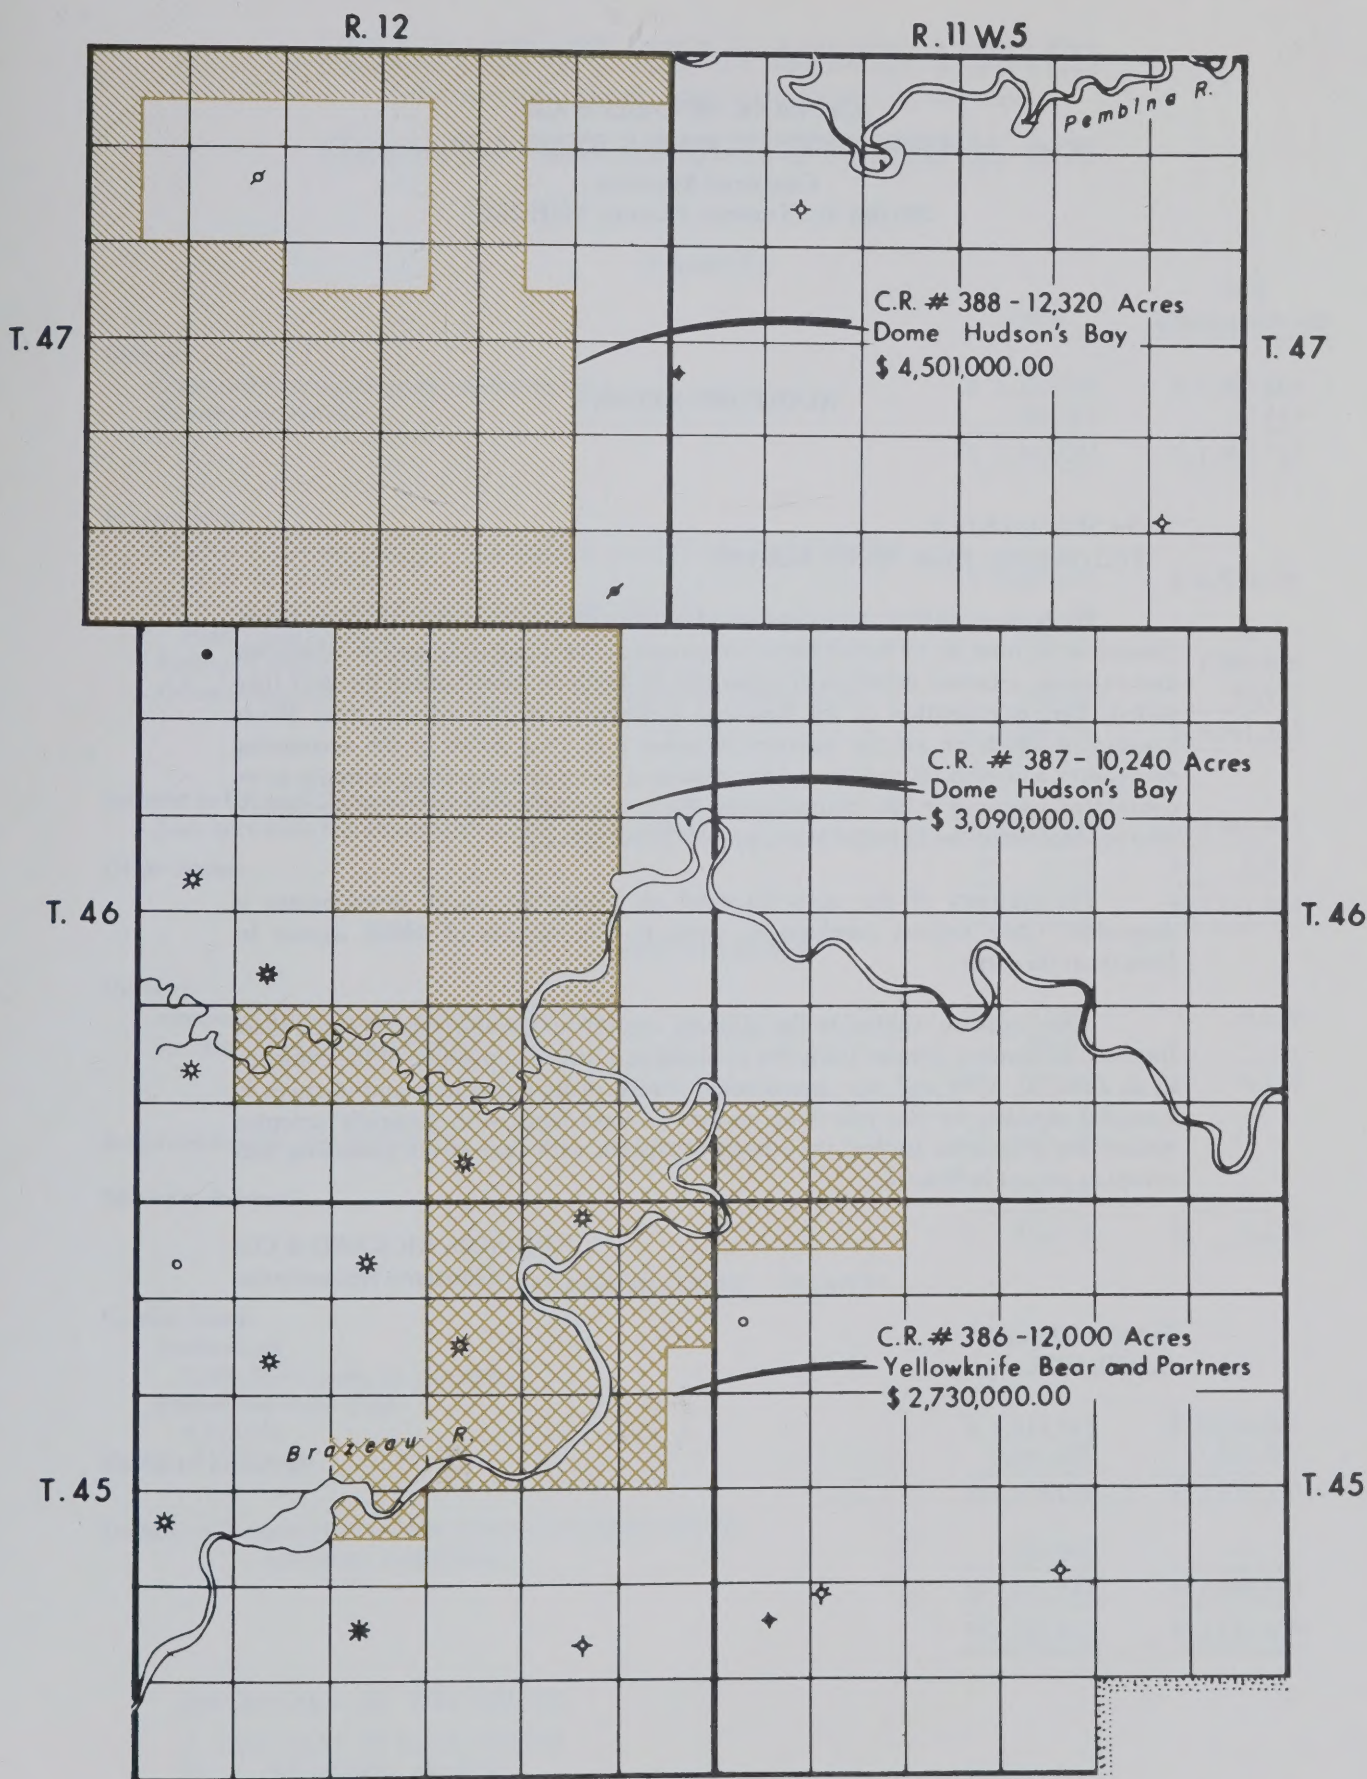 R. 12
R. 11 W. 5
Pembina R.
C.R. # 388 - 12,320 Acres
Dome Hudson's Bay
$ 4,501,000.00
T. 47
T. 47
C.R. # 387 - 10,240 Acres
Dome Hudson's Bay
$ 3,090,000.00
T. 46
T. 46
C.R. # 386 - 12,000 Acres
Yellowknife Bear and Partners
$ 2,730,000.00
Brazeau R.
T. 45
T. 45